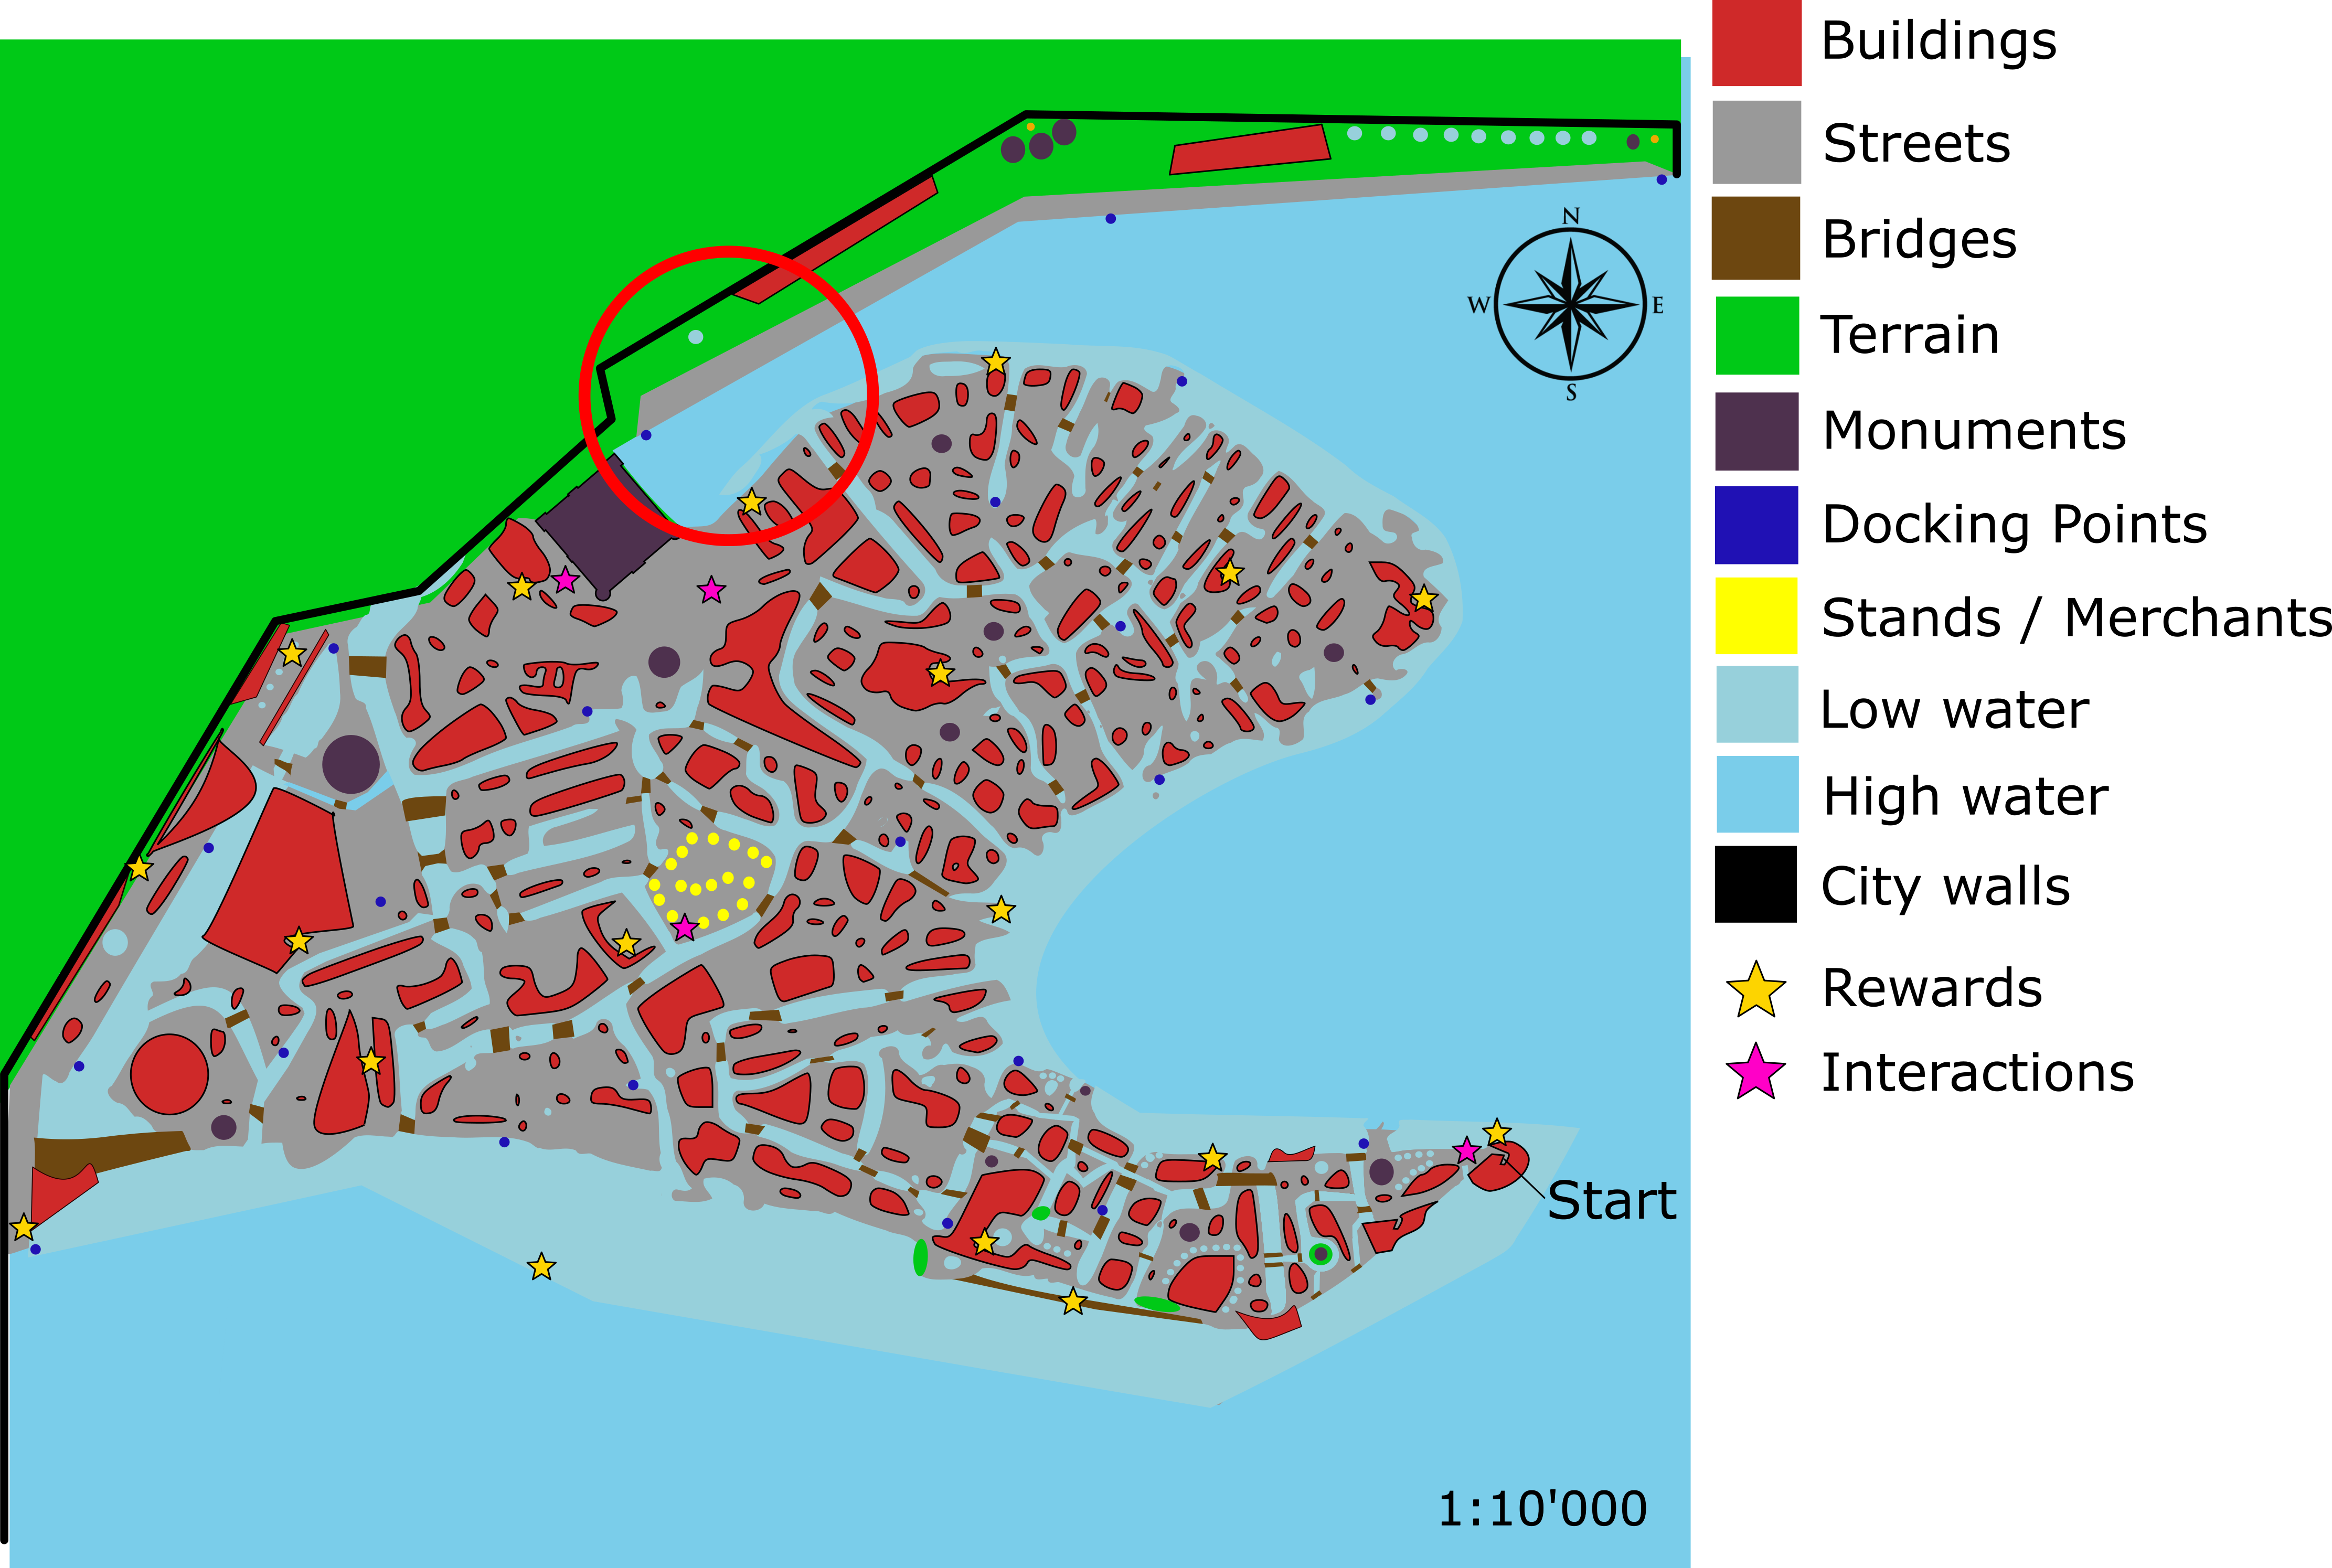 Buildings
Streets
Bridges
Terrain
Monuments
Docking Points
Stands / Merchants
Low water
High water
City walls
Rewards
Interactions
N
W E
S
Start
1:10'000